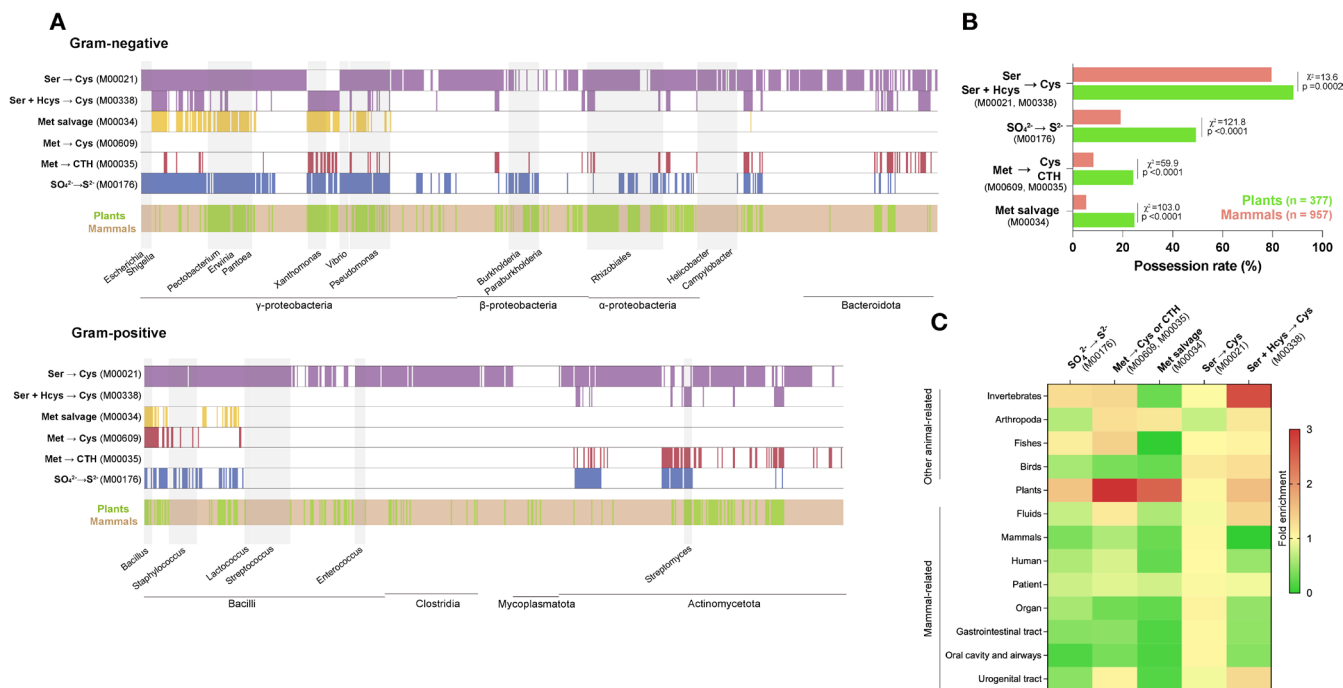 A
Gram-negative
Ser → Cys (M00021)
Ser + Hcys → Cys (M00338)
Met salvage (M00034)
Met → Cys (M00609)
Met → CTH (M00035)
SO₄²⁻→S²⁻ (M00176)
Plants
Mammals
Escherichia
Shigella
Pectobacterium
Erwinia
Pantoea
Xanthomonas
Vibrio
Pseudomonas
Burkholderia
Paraburkholderia
Rhizobiales
Helicobacter
Campylobacter
γ-proteobacteria
β-proteobacteria
α-proteobacteria
Bacteroidota
Gram-positive
Ser → Cys (M00021)
Ser + Hcys → Cys (M00338)
Met salvage (M00034)
Met → Cys (M00609)
Met → CTH (M00035)
SO₄²⁻→S²⁻ (M00176)
Plants
Mammals
Bacillus
Staphylococcus
Lactococcus
Streptococcus
Enterococcus
Streptomyces
Bacilli
Clostridia
Mycoplasmatota
Actinomycetota
B
Ser
Ser + Hcys → Cys
(M00021, M00338)
χ²=13.6
p =0.0002
SO₄²⁻ → S²⁻
(M00176)
χ²=121.8
p <0.0001
Met → Cys
CTH
(M00609, M00035)
χ²=59.9
p <0.0001
Met salvage
(M00034)
χ²=103.0
p <0.0001
Plants (n = 377)
Mammals (n = 957)
0 20 40 60 80 100
Possession rate (%)
C
SO₄²⁻ → S²⁻
(M00176)
Met → Cys or CTH
(M00609, M00035)
Met salvage
(M00034)
Ser → Cys
(M00021)
Ser + Hcys → Cys
(M00338)
Other animal-related
Invertebrates
Arthropoda
Fishes
Birds
Plants
Mammal-related
Fluids
Mammals
Human
Patient
Organ
Gastrointestinal tract
Oral cavity and airways
Urogenital tract
3
2
1
0
Fold enrichment